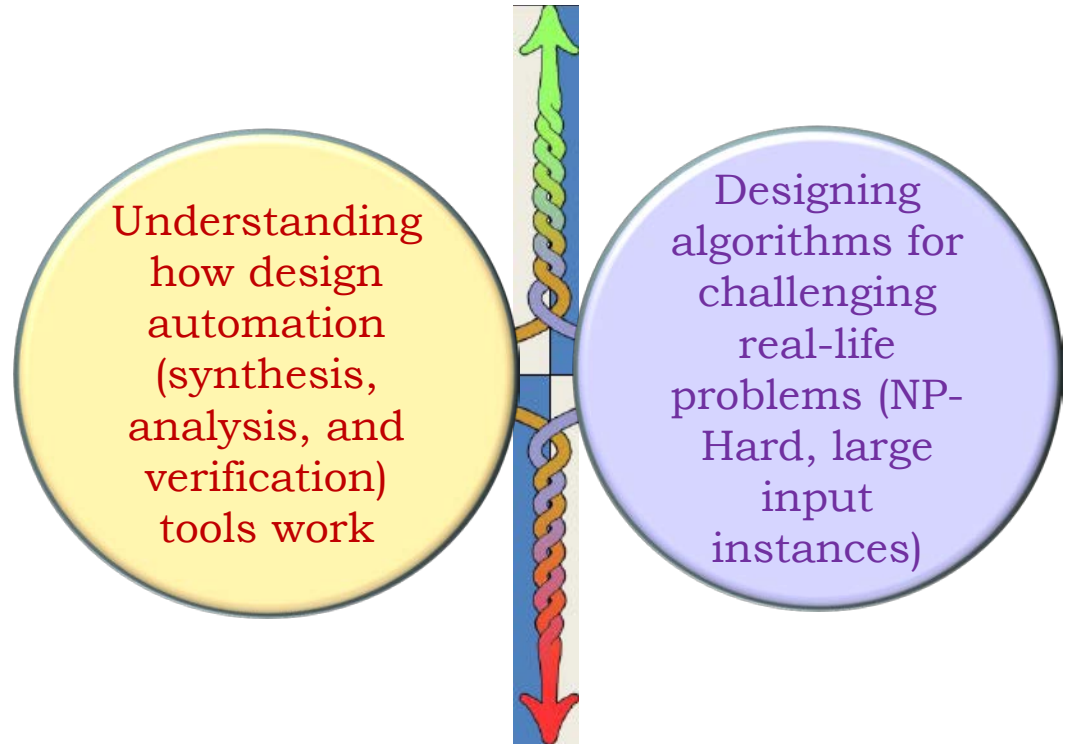 Understanding
how design
automation
(synthesis,
analysis, and
verification)
tools work
Designing
algorithms for
challenging
real-life
problems (NP-
Hard, large
input
instances)